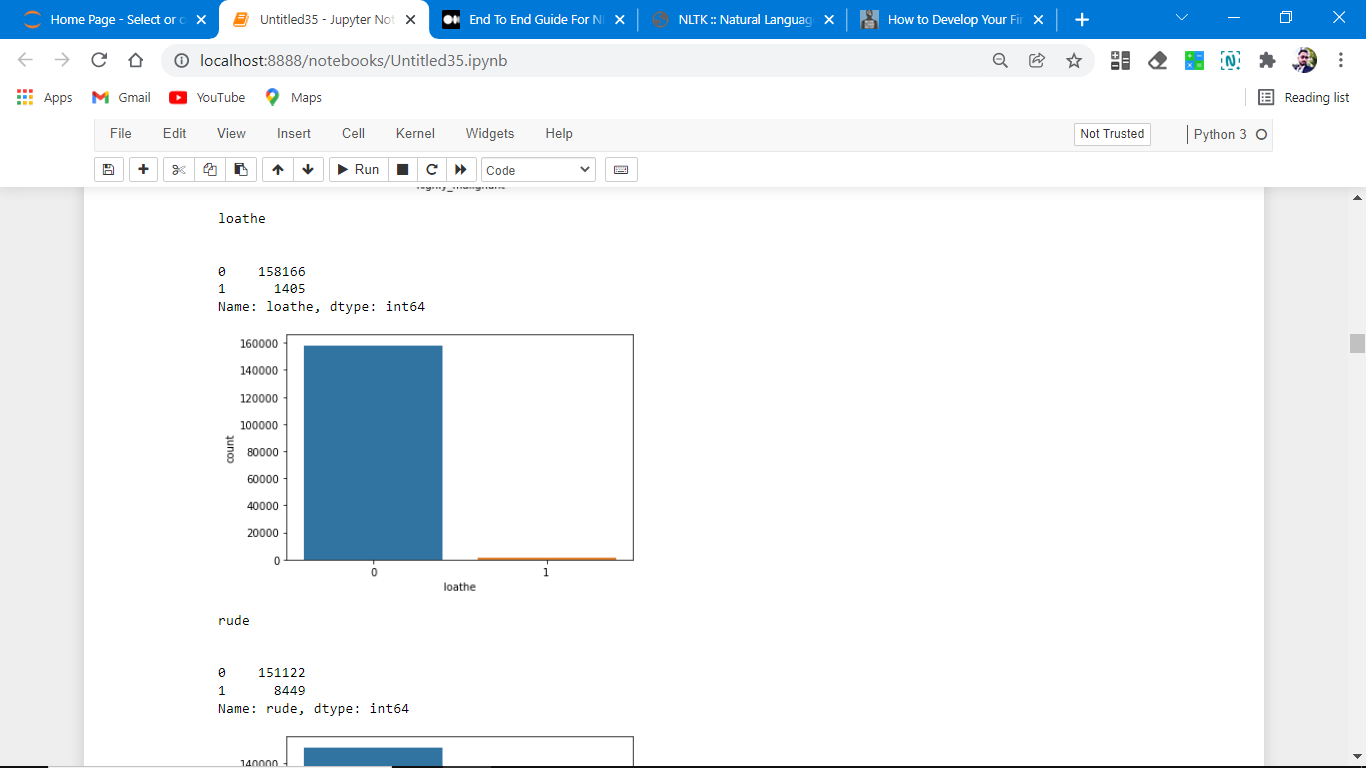 Home Page - Select or c
Untitled35 - Jupyter Not
End To End Guide For Nl
NLTK :: Natural Languag
How to Develop Your Fir
localhost:8888/notebooks/Untitled35.ipynb
Apps
Gmail
YouTube
Maps
Reading list
File Edit View Insert Cell Kernel Widgets Help
Not Trusted
Python 3
Run
Code
loathe
0 158166
1 1405
Name: loathe, dtype: int64
160000
140000
120000
100000
80000
60000
40000
20000
0
count
0 1
loathe
rude
0 151122
1 8449
Name: rude, dtype: int64
140000